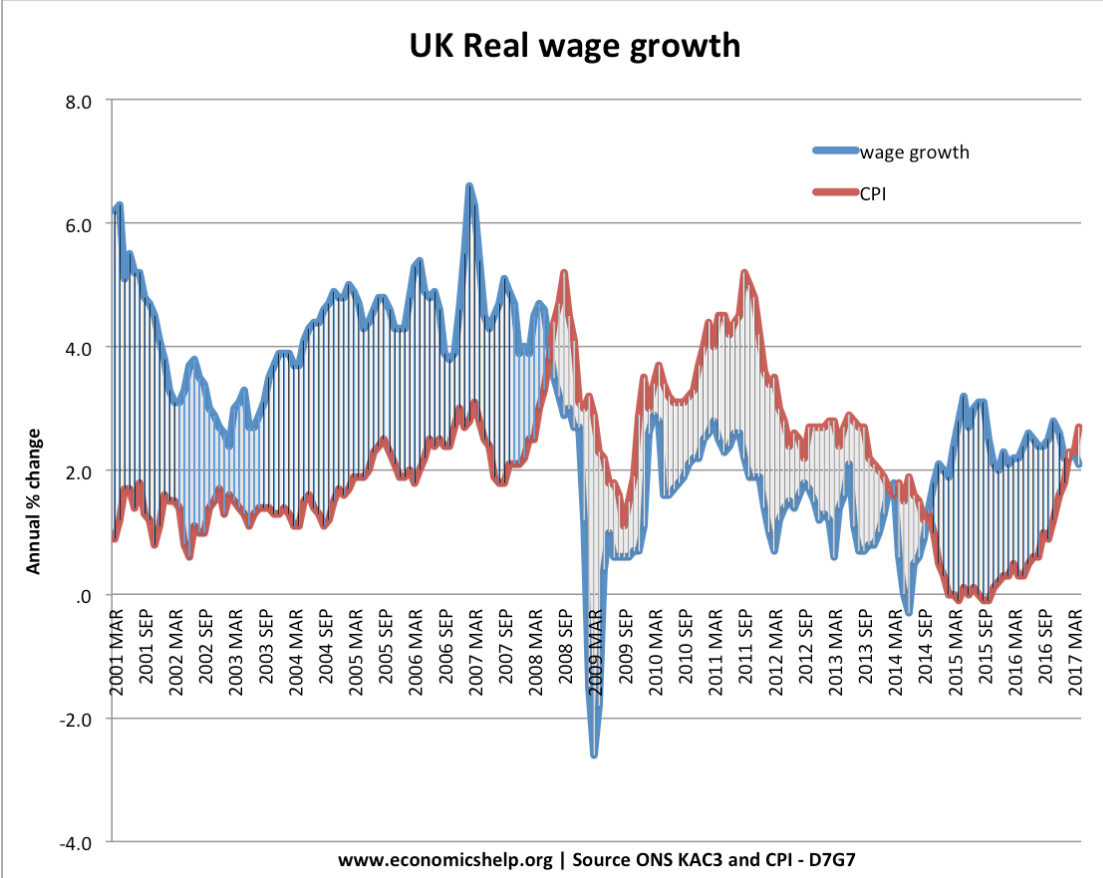 UK Real wage growth
8.0
6.0
4.0
2.0
.0
-2.0
-4.0
Annual % change
wage growth
CPI
2001 MAR
2001 SEP
2002 MAR
2002 SEP
2003 MAR
2003 SEP
2004 MAR
2004 SEP
2005 MAR
2005 SEP
2006 MAR
2006 SEP
2007 MAR
2007 SEP
2008 MAR
2008 SEP
2009 MAR
2009 SEP
2010 MAR
2010 SEP
2011 MAR
2011 SEP
2012 MAR
2012 SEP
2013 MAR
2013 SEP
2014 MAR
2014 SEP
2015 MAR
2015 SEP
2016 MAR
2016 SEP
2017 MAR
www.economicshelp.org | Source ONS KAC3 and CPI - D7G7